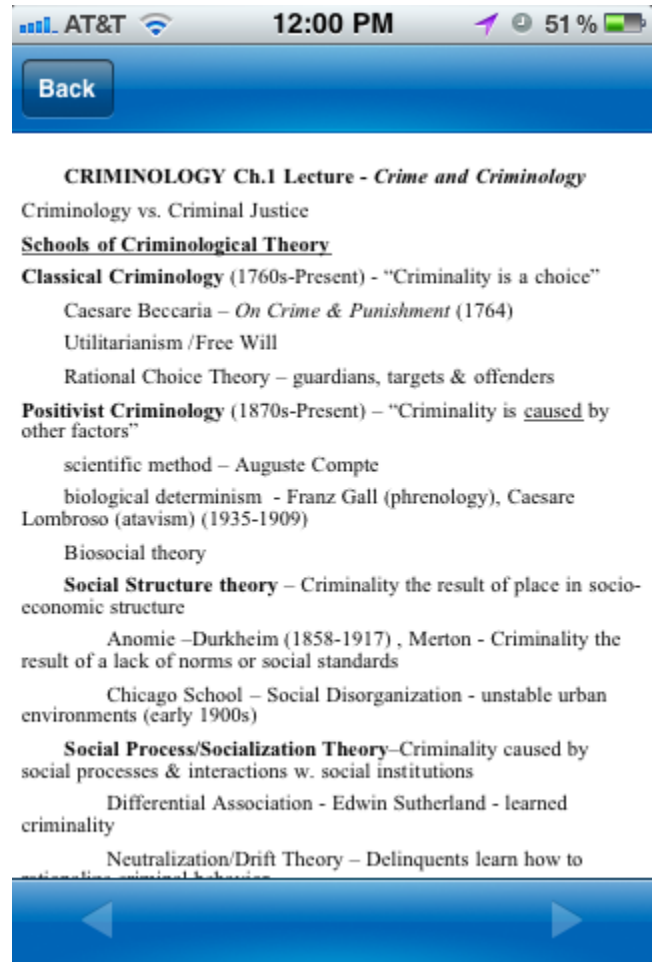 AT&T 12:00 PM 51%
Back
CRIMINOLOGY Ch.1 Lecture - Crime and Criminology
Criminology vs. Criminal Justice
Schools of Criminological Theory
Classical Criminology (1760s-Present) - “Criminality is a choice”
Caesare Beccaria – On Crime & Punishment (1764)
Utilitarianism /Free Will
Rational Choice Theory – guardians, targets & offenders
Positivist Criminology (1870s-Present) – “Criminality is caused by
other factors”
scientific method – Auguste Compte
biological determinism - Franz Gall (phrenology), Caesare
Lombroso (atavism) (1935-1909)
Biosocial theory
Social Structure theory – Criminality the result of place in socio-
economic structure
Anomie –Durkheim (1858-1917) , Merton - Criminality the
result of a lack of norms or social standards
Chicago School – Social Disorganization - unstable urban
environments (early 1900s)
Social Process/Socialization Theory–Criminality caused by
social processes & interactions w. social institutions
Differential Association - Edwin Sutherland - learned
criminality
Neutralization/Drift Theory – Delinquents learn how to